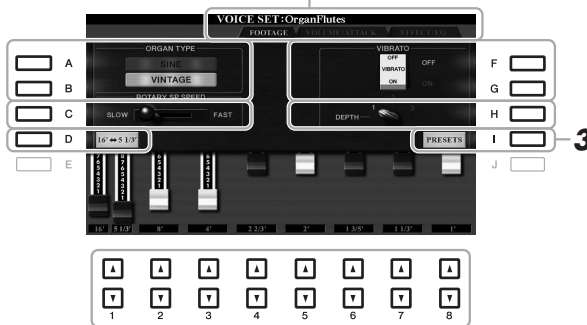 VOICE SET:OrganFlutes
FOOTAGE VOLUME/ATTACK EFFECT/EQ
ORGAN TYPE
SINE
VINTAGE
VIBRATO
OFF
VIBRATO
ON
OFF
ON
A
B
F
G
ROTARY SP SPEED
SLOW FAST
C
1
DEPTH
H
D
16' ⇔ 5 1/3'
PRESETS
I
3
E
J
16' 5 1/3' 8' 4' 2 2/3' 2' 1 3/5' 1 1/3' 1'
1 2 3 4 5 6 7 8